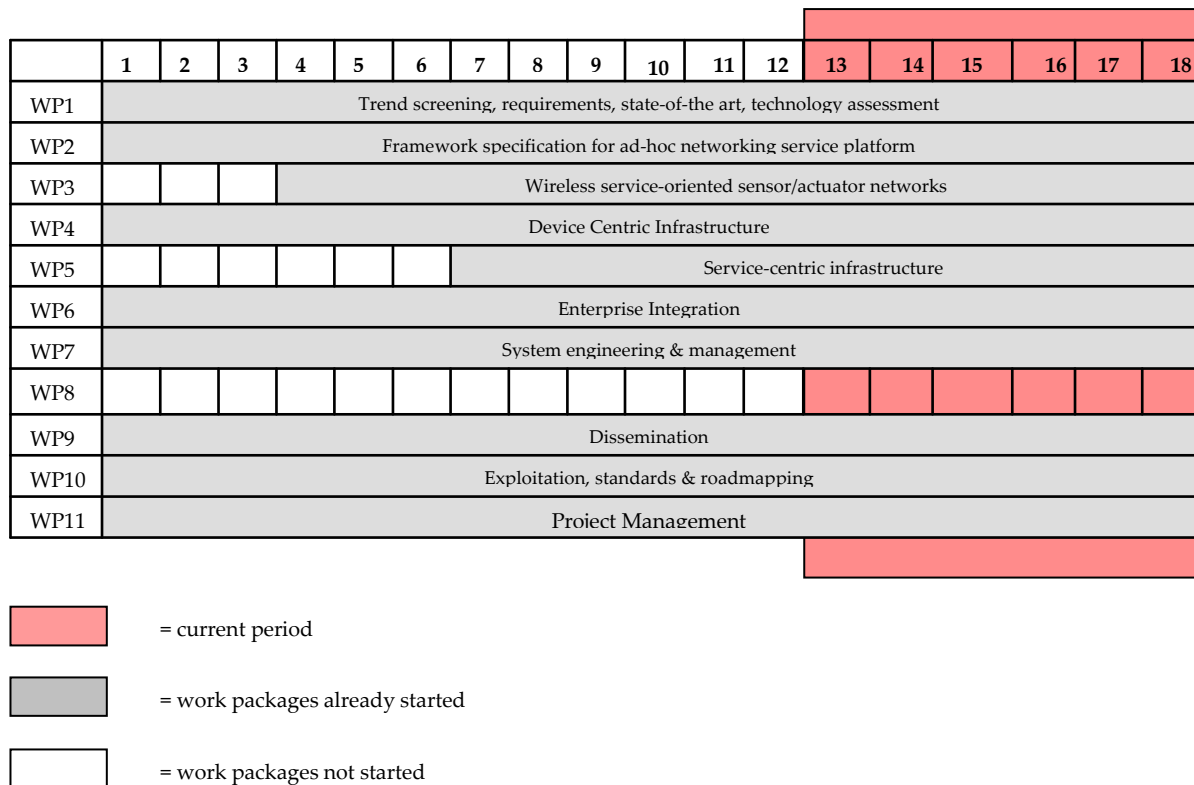 1 2 3 4 5 6 7 8 9 10 11 12 13 14 15 16 17 18
WP1 Trend screening, requirements, state-of-the art, technology assessment
WP2 Framework specification for ad-hoc networking service platform
WP3 Wireless service-oriented sensor/actuator networks
WP4 Device Centric Infrastructure
WP5 Service-centric infrastructure
WP6 Enterprise Integration
WP7 System engineering & management
WP8
WP9 Dissemination
WP10 Exploitation, standards & roadmapping
WP11 Project Management
= current period
= work packages already started
= work packages not started